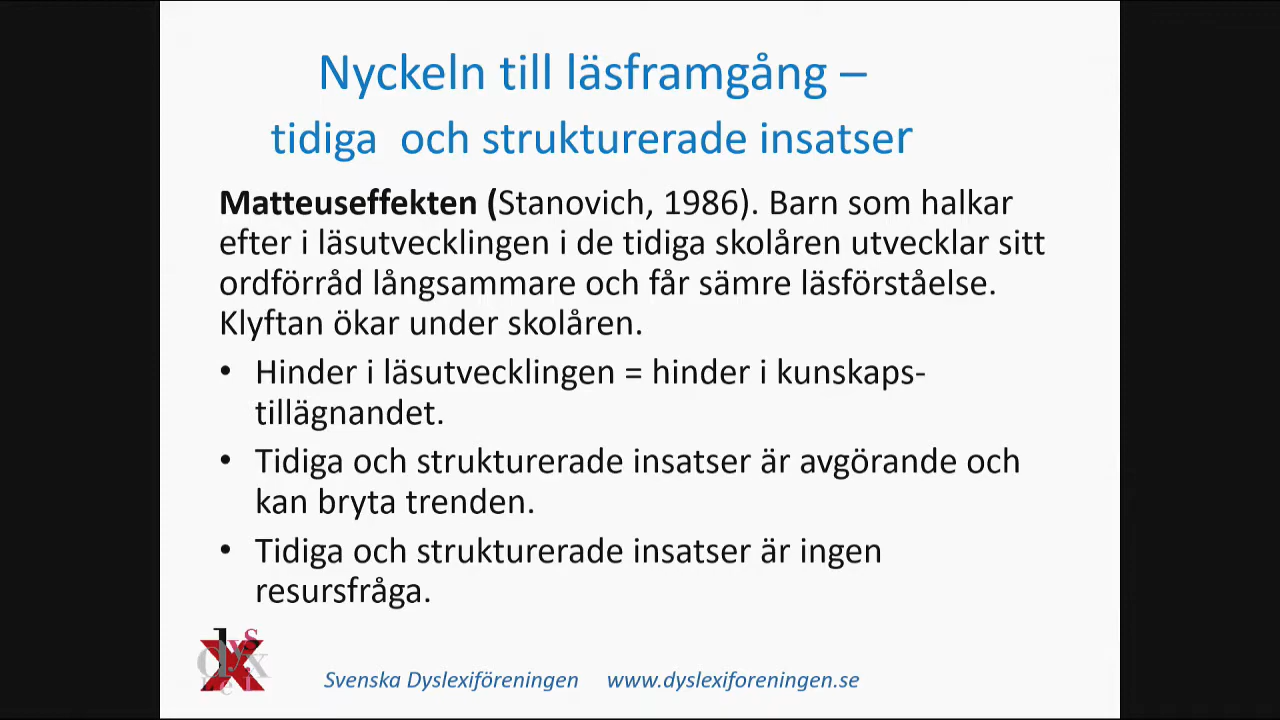 Nyckeln till läsframgång –
tidiga och strukturerade insatser
Matteuseffekten (Stanovich, 1986). Barn som halkar
efter i läsutvecklingen i de tidiga skolåren utvecklar sitt
ordförråd långsammare och får sämre läsförståelse.
Klyftan ökar under skolåren.
• Hinder i läsutvecklingen = hinder i kunskaps-
tillägnandet.
• Tidiga och strukturerade insatser är avgörande och
kan bryta trenden.
• Tidiga och strukturerade insatser är ingen
resursfråga.
Svenska Dyslexiföreningen www.dyslexiforeningen.se